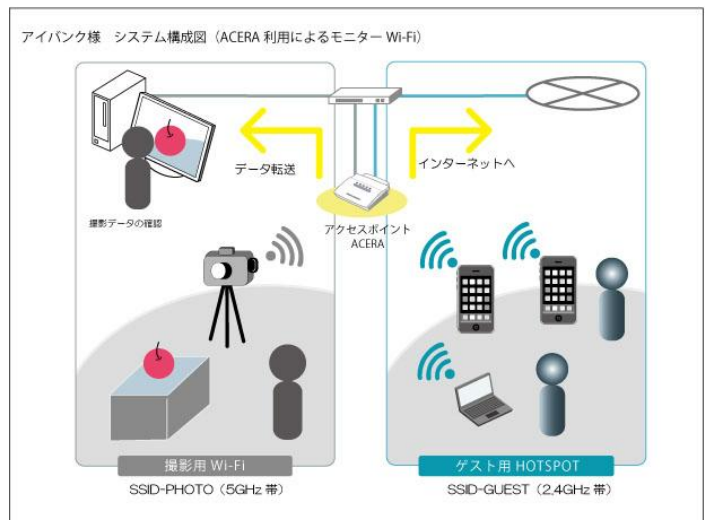 アイバンク様　システム構成図（ACERA 利用によるモニター Wi-Fi）
データ転送
インターネットへ
撮影データの確認
アクセスポイント
ACERA
撮影用 Wi-Fi
ゲスト用 HOTSPOT
SSID-PHOTO（5GHz 帯）
SSID-GUEST（2.4GHz 帯）